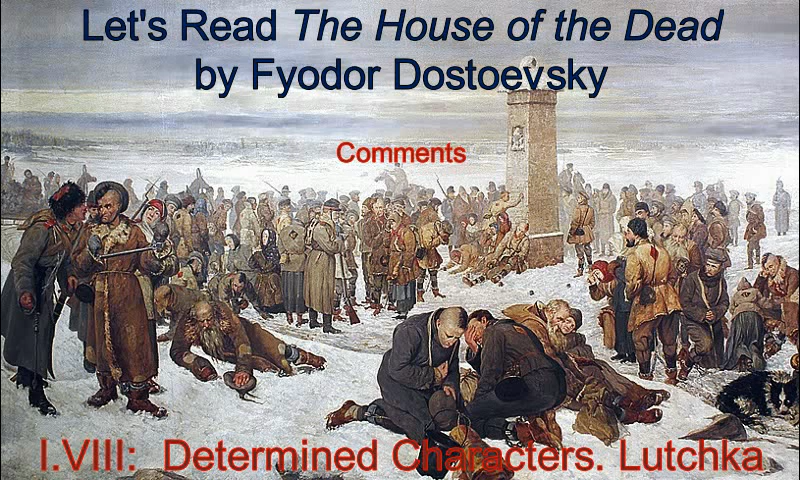 Let's Read The House of the Dead
by Fyodor Dostoevsky
Comments
I.VIII: Determined Characters. Lutchka